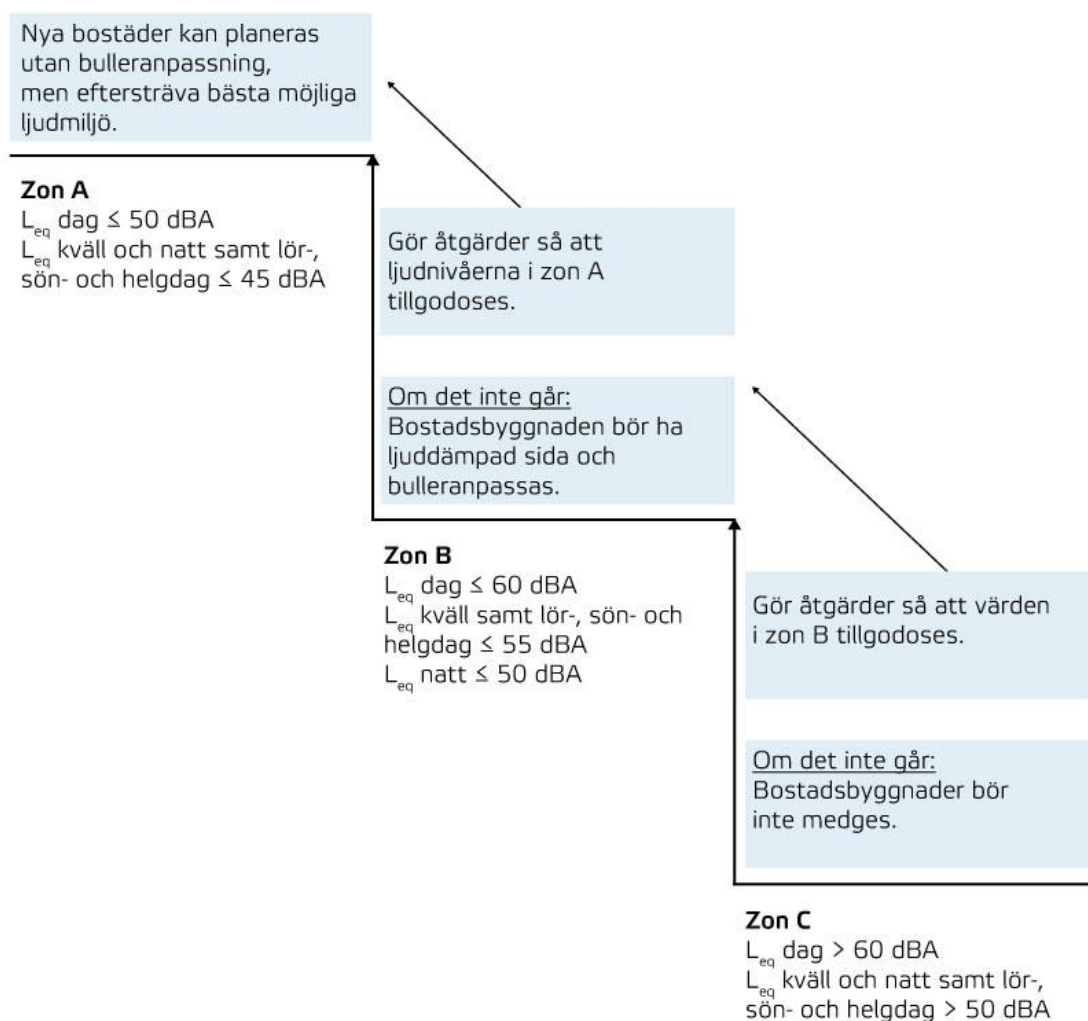 Nya bostäder kan planeras
utan bulleranpassning,
men eftersträva bästa möjliga
ljudmiljö.
Zon A
Leq dag ≤ 50 dBA
Leq kväll och natt samt lör-,
sön- och helgdag ≤ 45 dBA
Gör åtgärder så att
ljudnivåerna i zon A
tillgodoses.
Om det inte går:
Bostadsbyggnaden bör ha
ljuddämpad sida och
bulleranpassas.
Zon B
Leq dag ≤ 60 dBA
Leq kväll samt lör-, sön- och
helgdag ≤ 55 dBA
Leq natt ≤ 50 dBA
Gör åtgärder så att värden
i zon B tillgodoses.
Om det inte går:
Bostadsbyggnader bör
inte medges.
Zon C
Leq dag > 60 dBA
Leq kväll och natt samt lör-,
sön- och helgdag > 50 dBA